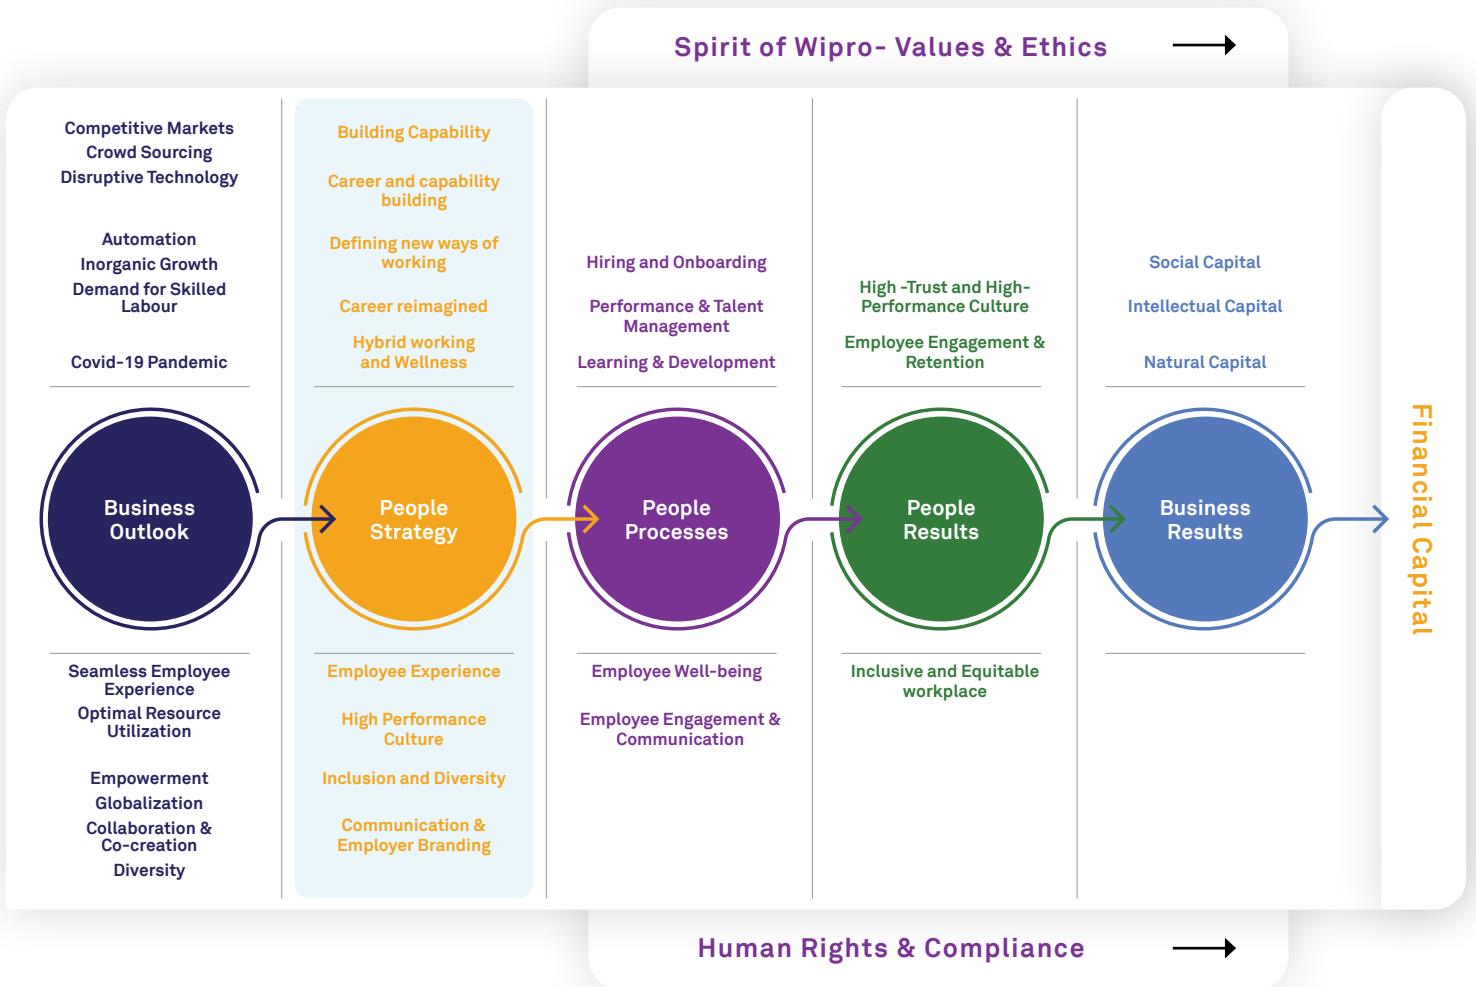 Spirit of Wipro- Values & Ethics
Competitive Markets
Crowd Sourcing
Disruptive Technology
Automation
Inorganic Growth
Demand for Skilled
Labour
Covid-19 Pandemic
Business
Outlook
Seamless Employee
Experience
Optimal Resource
Utilization
Empowerment
Globalization
Collaboration &
Co-creation
Diversity
Building Capability
Career and capability
building
Defining new ways of
working
Career reimagined
Hybrid working
and Wellness
People
Strategy
Employee Experience
High Performance
Culture
Inclusion and Diversity
Communication &
Employer Branding
Hiring and Onboarding
Performance & Talent
Management
Learning & Development
People
Processes
Employee Well-being
Employee Engagement &
Communication
High -Trust and High-
Performance Culture
Employee Engagement &
Retention
People
Results
Inclusive and Equitable
workplace
Social Capital
Intellectual Capital
Natural Capital
Business
Results
Financial Capital
Human Rights & Compliance